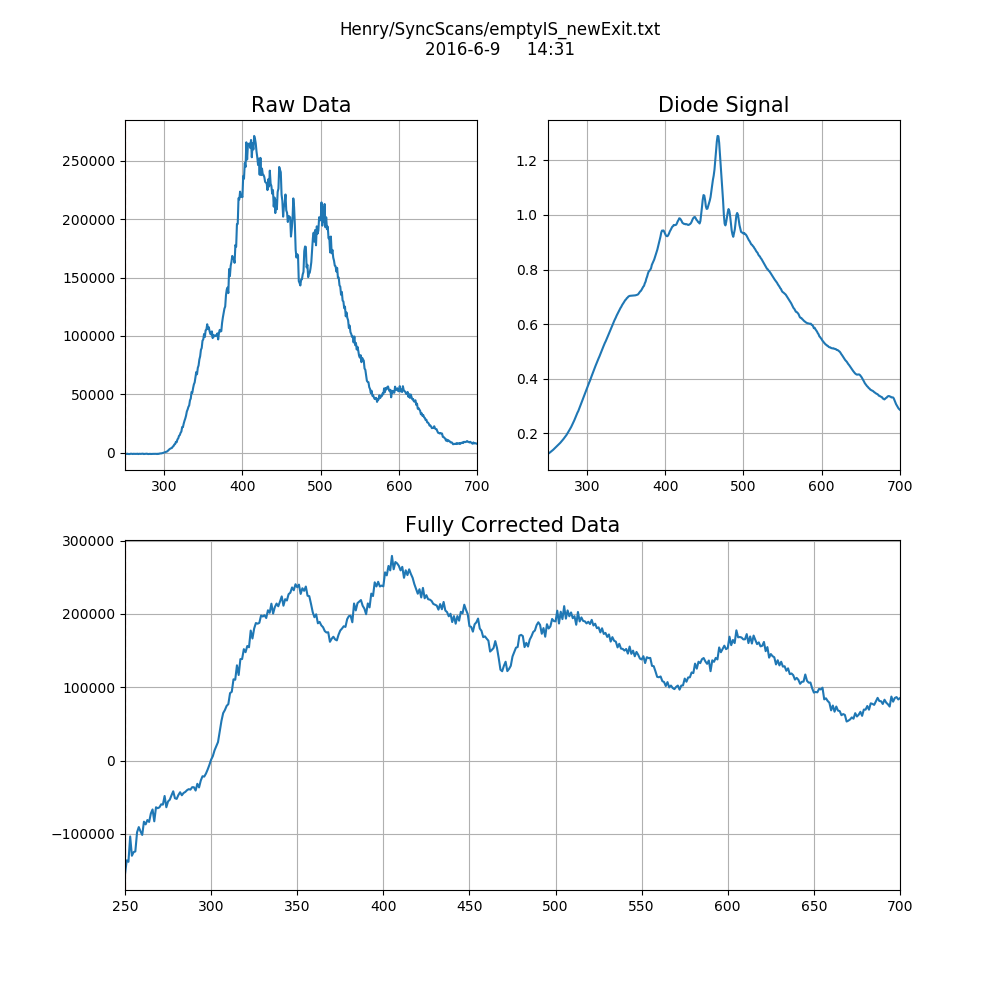 Henry/SyncScans/emptyIS_newExit.txt
2016-6-9 14:31
Raw Data
250000
200000
150000
100000
50000
0
300 400 500 600 700
Diode Signal
1.2
1.0
0.8
0.6
0.4
0.2
300 400 500 600 700
Fully Corrected Data
300000
200000
100000
0
−100000
250 300 350 400 450 500 550 600 650 700